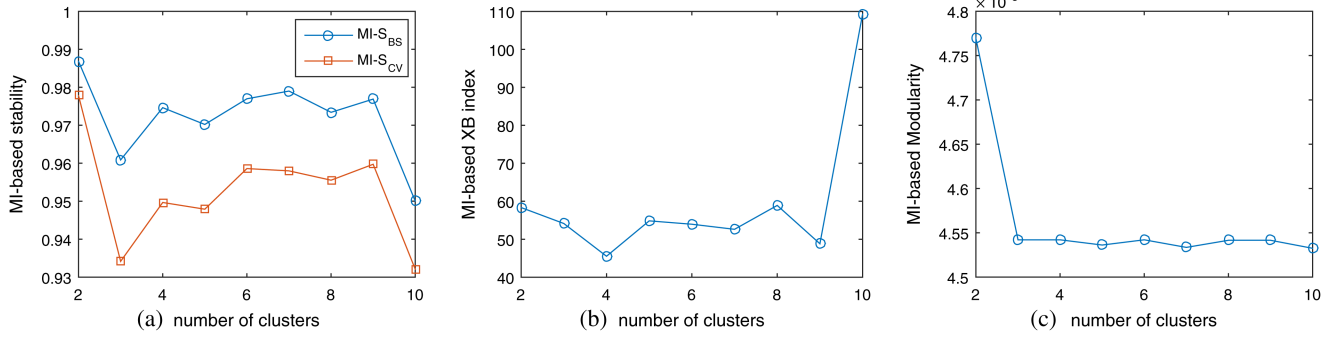 MI-based stability
1
0.99
0.98
0.97
0.96
0.95
0.94
0.93
MI-S_BS
MI-S_CV
2 4 6 8 10
(a) number of clusters
MI-based XB index
110
100
90
80
70
60
50
40
2 4 6 8 10
(b) number of clusters
MI-based Modularity
4.8
4.75
4.7
4.65
4.6
4.55
4.5
2 4 6 8 10
(c) number of clusters